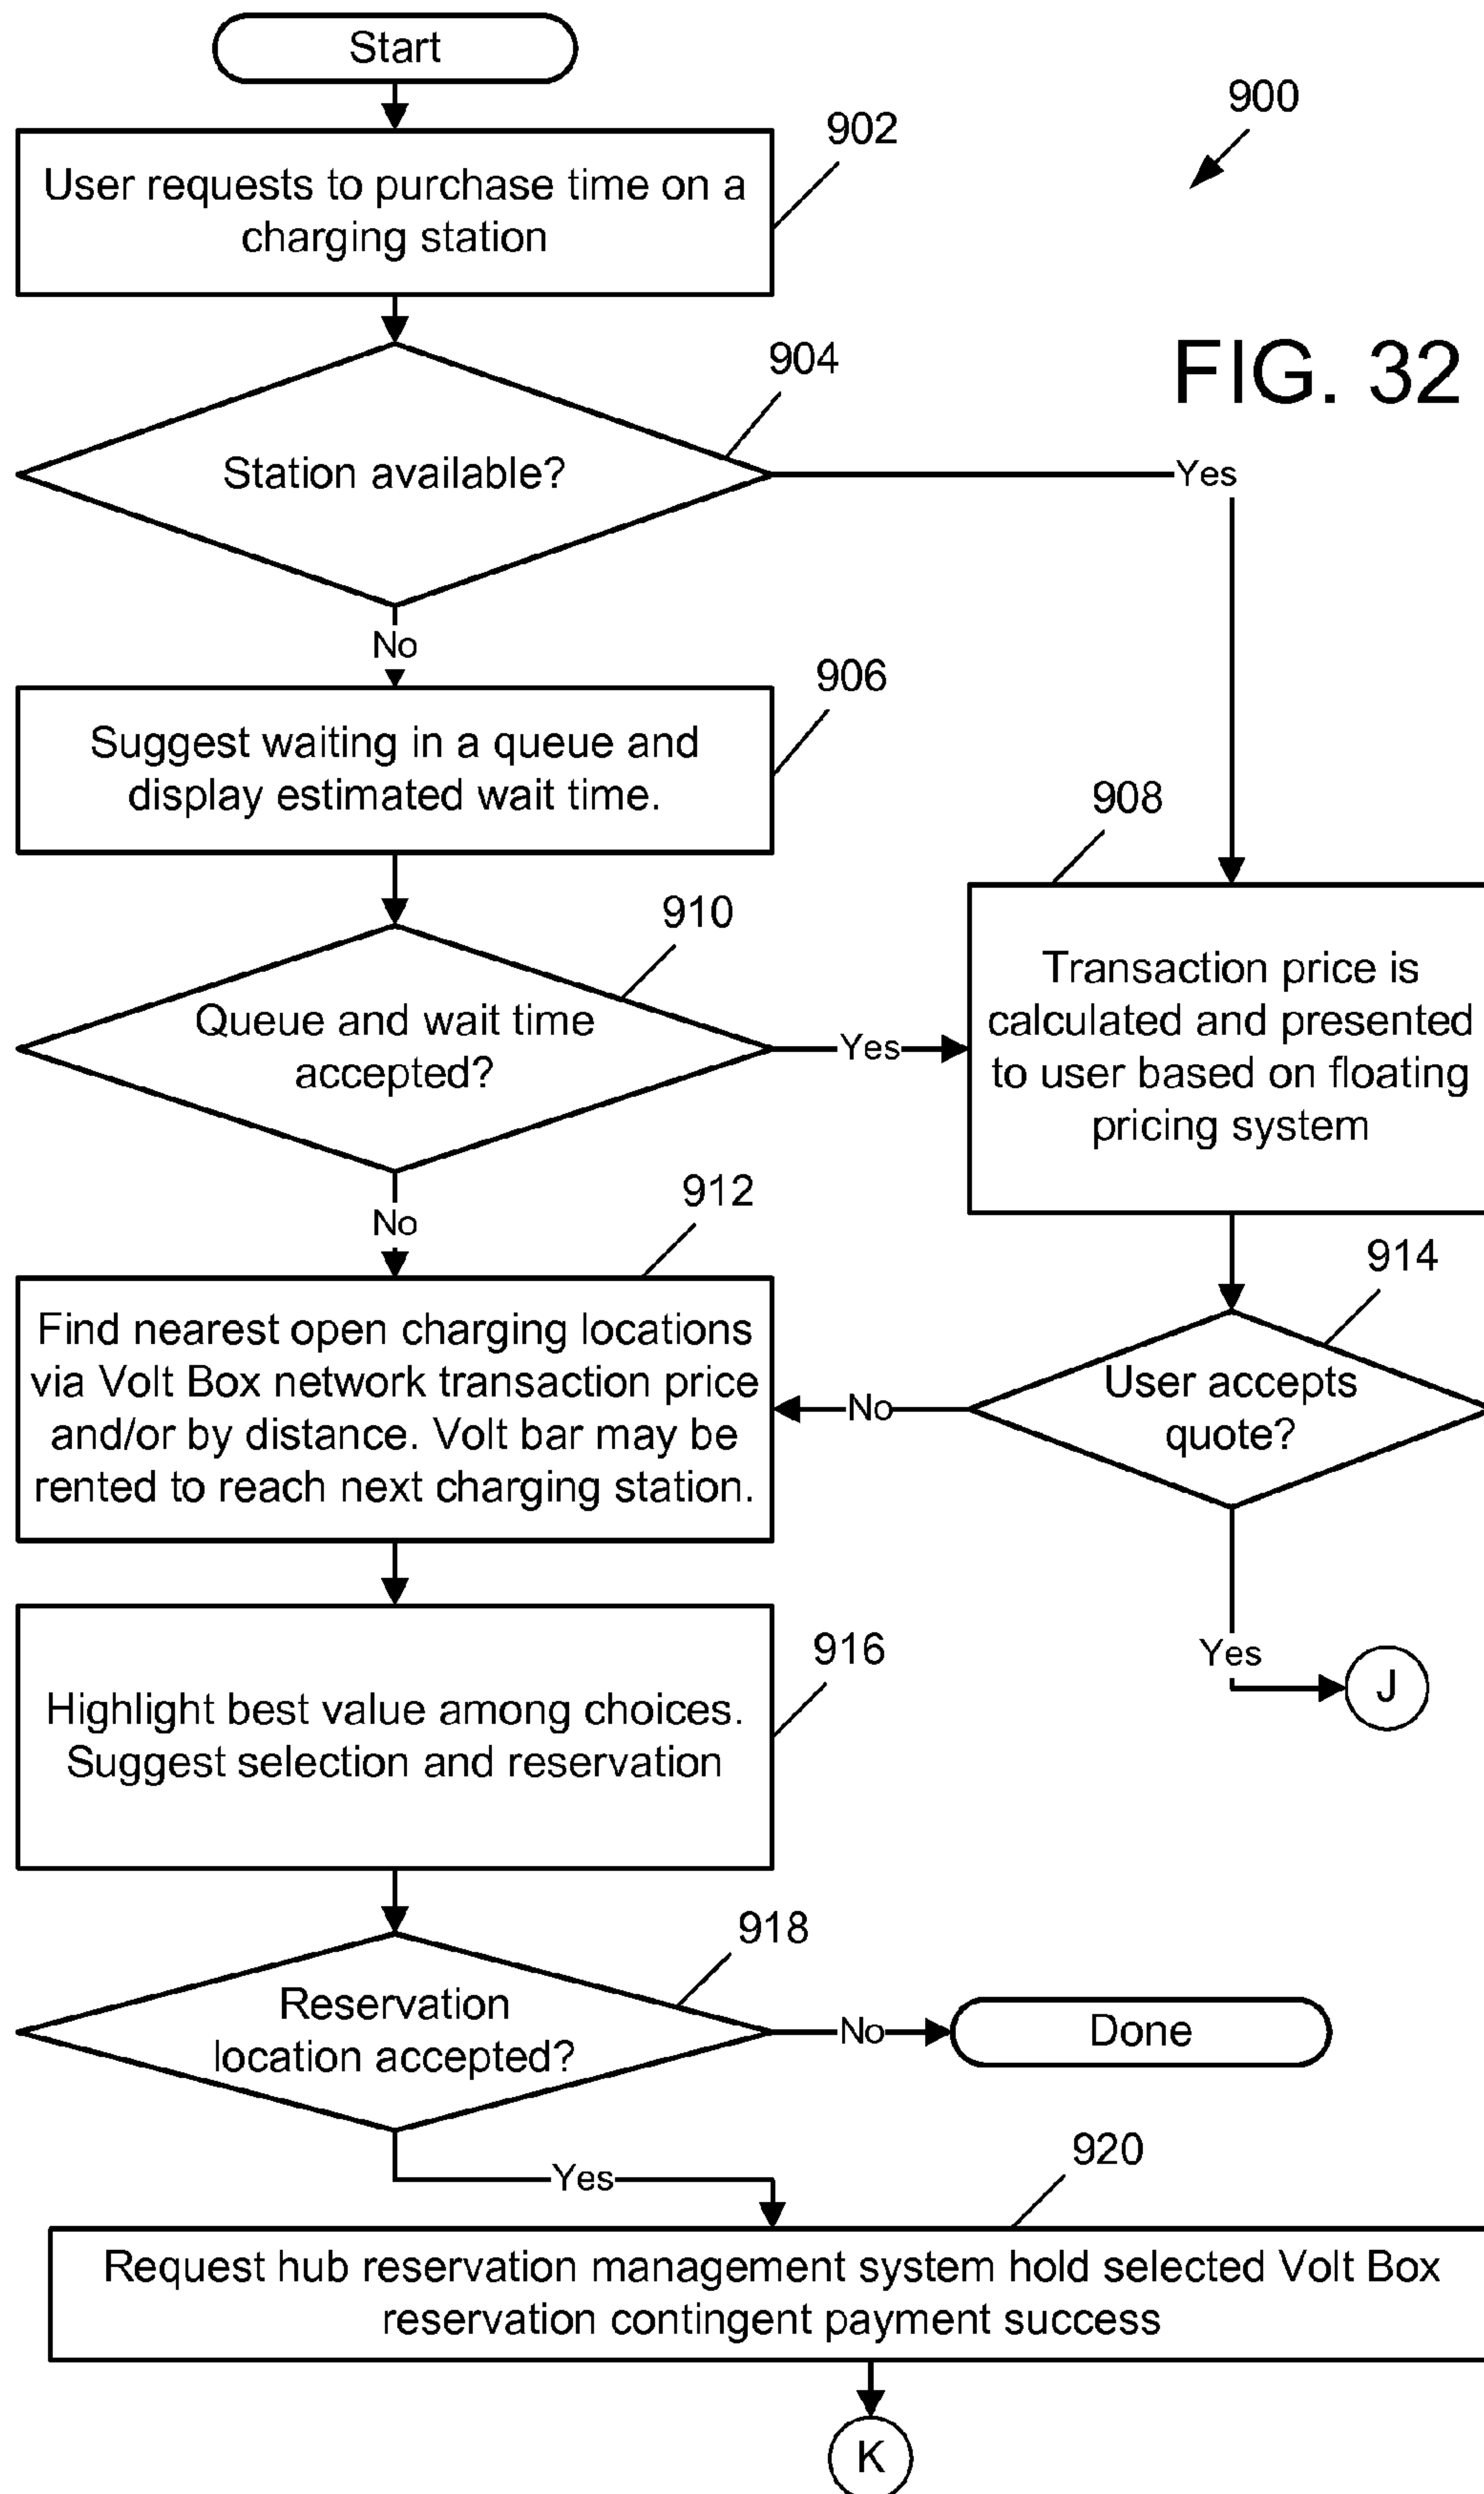 Start
900
902
User requests to purchase time on a
charging station
FIG. 32
904
Station available?
Yes
No
906
Suggest waiting in a queue and
display estimated wait time.
908
Transaction price is
calculated and presented
to user based on floating
pricing system
910
Queue and wait time
accepted?
Yes
No
912
Find nearest open charging locations
via Volt Box network transaction price
and/or by distance. Volt bar may be
rented to reach next charging station.
914
User accepts
quote?
No
Yes
J
916
Highlight best value among choices.
Suggest selection and reservation
918
Reservation
location accepted?
No
Done
Yes
920
Request hub reservation management system hold selected Volt Box
reservation contingent payment success
K